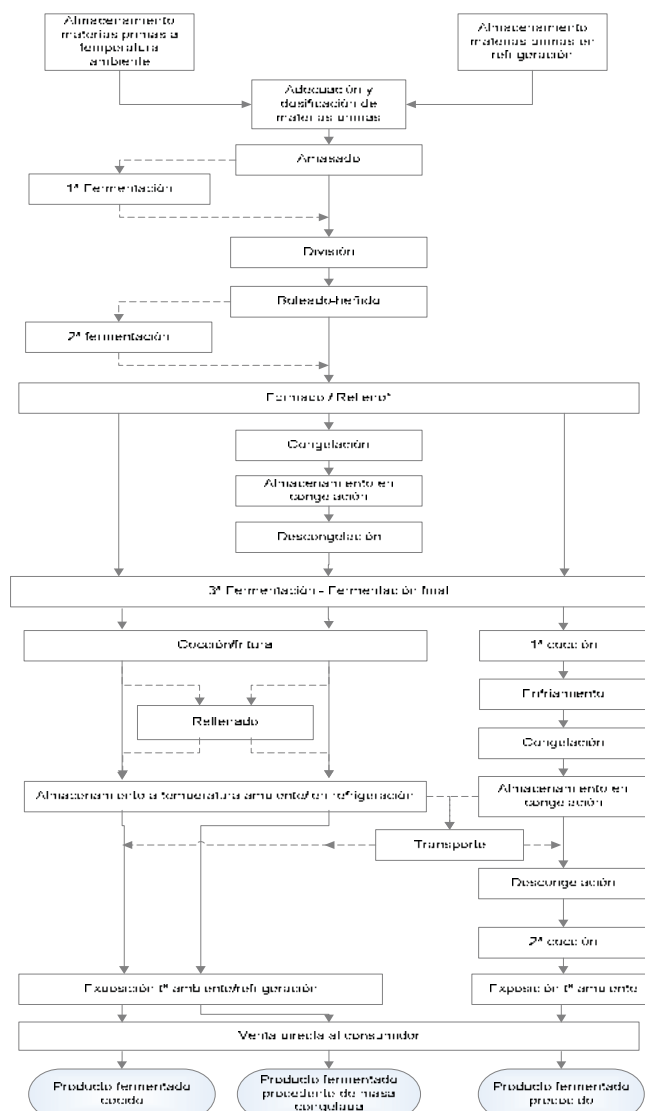 Almacenamiento
materias primas a
temperatura
ambiente
Almacenamiento
materias primas en
refrigeración
Adecuación y
dosificación de
materias primas
Amasado
1ª Fermentación
División
Boleado-heñido
2ª fermentación
Formado / Relleno*
Congelación
Almacenamiento en
congelación
Descongelación
3ª Fermentación - Fermentación final
Cocción/fritura
1ª cocción
Enfriamiento
Rellenado
Congelación
Almacenamiento a temperatura ambiente/ en refrigeración
Almacenamiento en
congelación
Transporte
Descongelación
2ª cocción
Exposición tª ambiente/refrigeración
Exposición tª ambiente
Venta directa al consumidor
Producto fermentado
cocido
Producto fermentado
procedente de masa
congelada
Producto fermentado
precocido